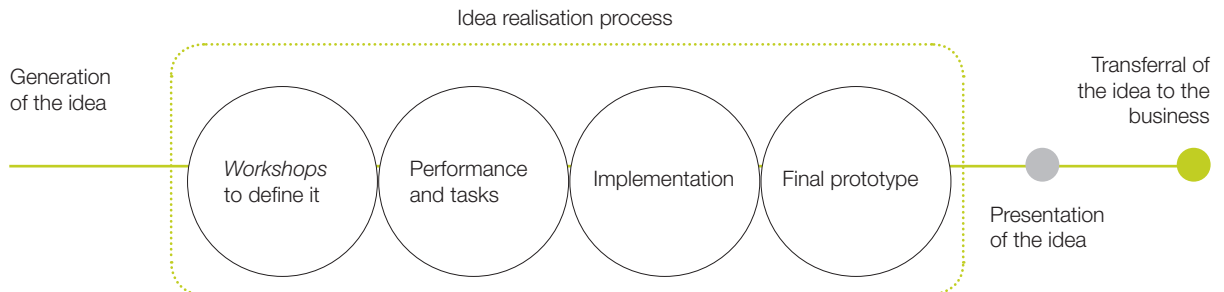 Idea realisation process
Generation
of the idea
Workshops
to define it
Performance
and tasks
Implementation
Final prototype
Presentation
of the idea
Transferral of
the idea to the
business